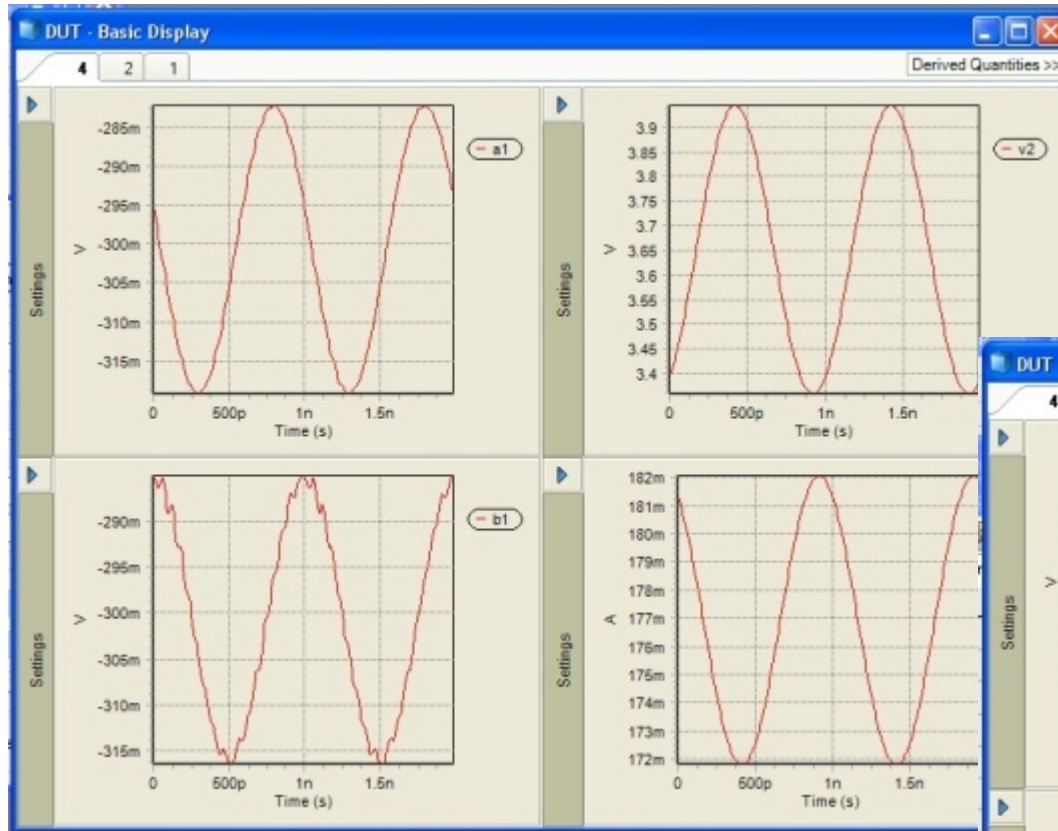 DUT - Basic Display
4 2 1
Derived Quantities >>
Settings
V
-285m
-290m
-295m
-300m
-305m
-310m
-315m
0 500p 1n 1.5n
Time (s)
a1
Settings
V
3.9
3.85
3.8
3.75
3.7
3.65
3.6
3.55
3.5
3.45
3.4
0 500p 1n 1.5n
Time (s)
v2
Settings
V
-290m
-295m
-300m
-305m
-310m
-315m
0 500p 1n 1.5n
Time (s)
b1
Settings
A
182m
181m
180m
179m
178m
177m
176m
175m
174m
173m
172m
0 500p 1n 1.5n
Time (s)
DUT
4
Settings
V